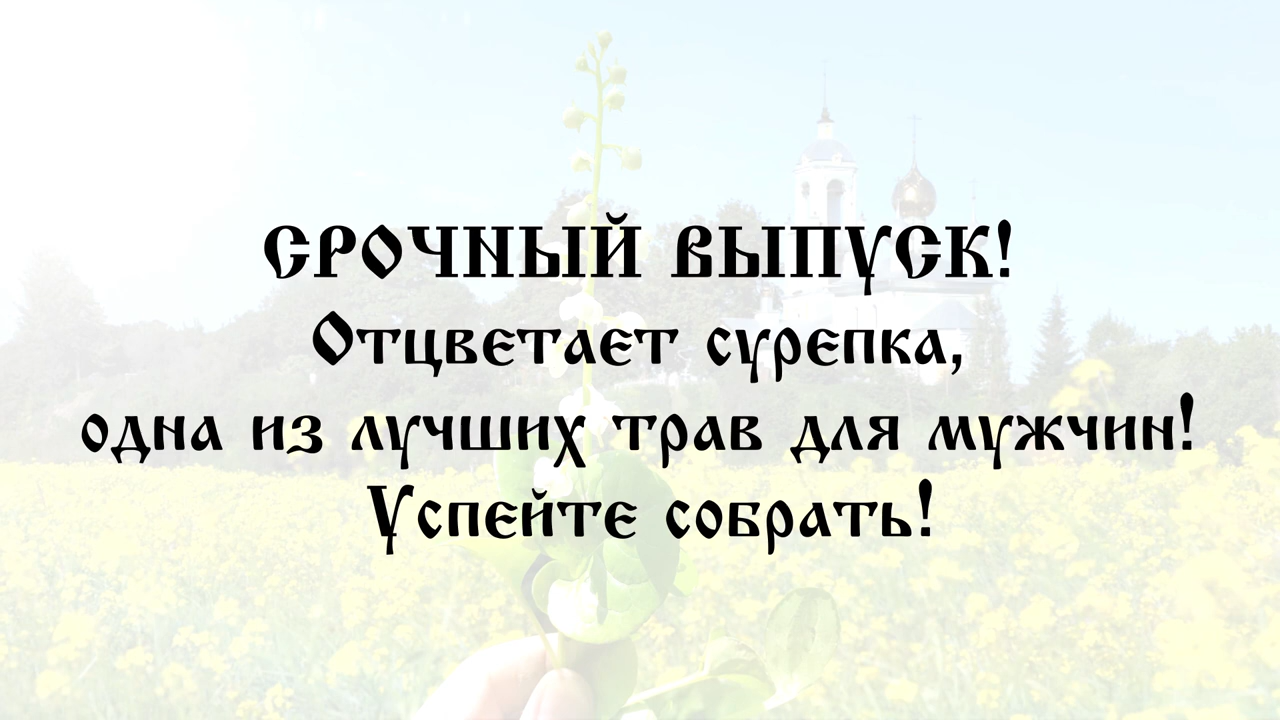 СРОЧНЫЙ ВЫПУСК!
Отцветает сурепка,
одна из лучших трав для мужчин!
Успейте собрать!